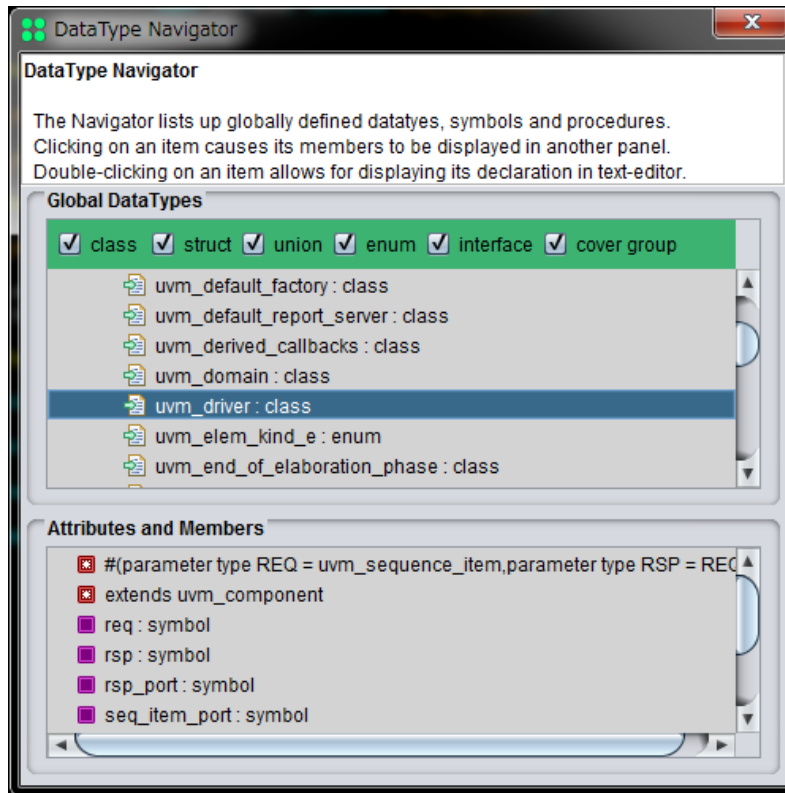 DataType Navigator
DataType Navigator
The Navigator lists up globally defined datatyes, symbols and procedures.
Clicking on an item causes its members to be displayed in another panel.
Double-clicking on an item allows for displaying its declaration in text-editor.
Global DataTypes
class struct union enum interface cover group
uvm_default_factory : class
uvm_default_report_server : class
uvm_derived_callbacks : class
uvm_domain : class
uvm_driver : class
uvm_elem_kind_e : enum
uvm_end_of_elaboration_phase : class
Attributes and Members
#(parameter type REQ = uvm_sequence_item,parameter type RSP = REQ
extends uvm_component
req : symbol
rsp : symbol
rsp_port : symbol
seq_item_port : symbol